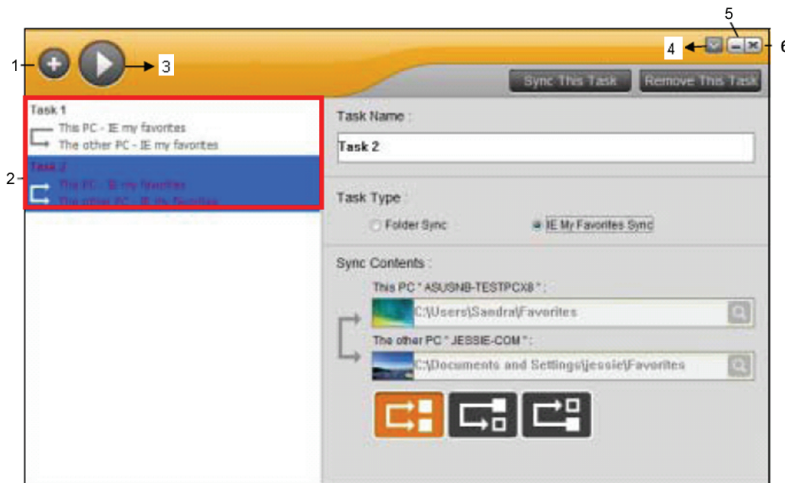 5
4
6
1
3
Sync This Task Remove This Task
Task 1
This PC - IE my favorites
The other PC - IE my favorites
Task Name :
Task 2
2
Task 2
This PC - IE my favorites
The other PC - IE my favorites
Task Type :
Folder Sync IE My Favorites Sync
Sync Contents :
This PC " ASUSNB-TESTPCX8 " :
C:\Users\Sandra\Favorites
The other PC " JESSIE-COM " :
C:\Documents and Settings\jessie\Favorites